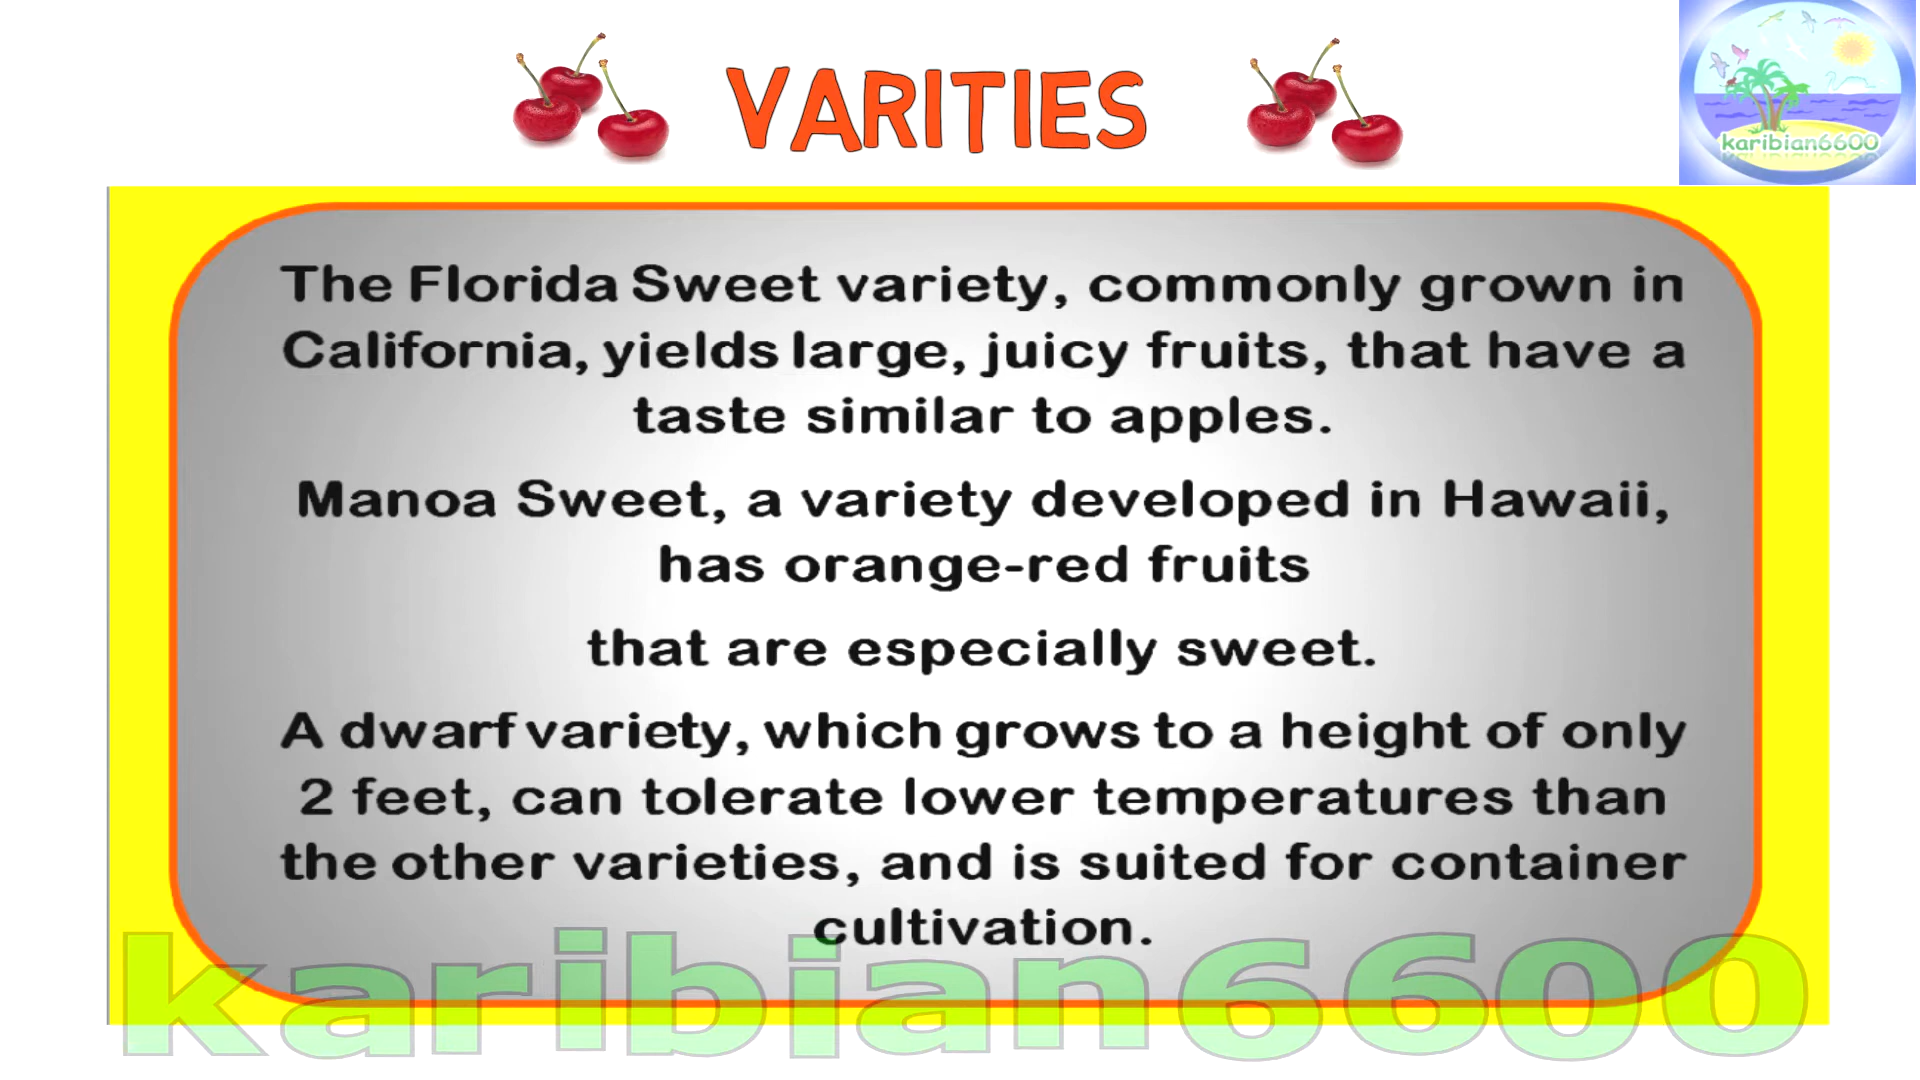 VARITIES
karibian6600
The Florida Sweet variety, commonly grown in
California, yields large, juicy fruits, that have a
taste similar to apples.
Manoa Sweet, a variety developed in Hawaii,
has orange-red fruits
that are especially sweet.
A dwarf variety, which grows to a height of only
2 feet, can tolerate lower temperatures than
the other varieties, and is suited for container
cultivation.
karibian6600